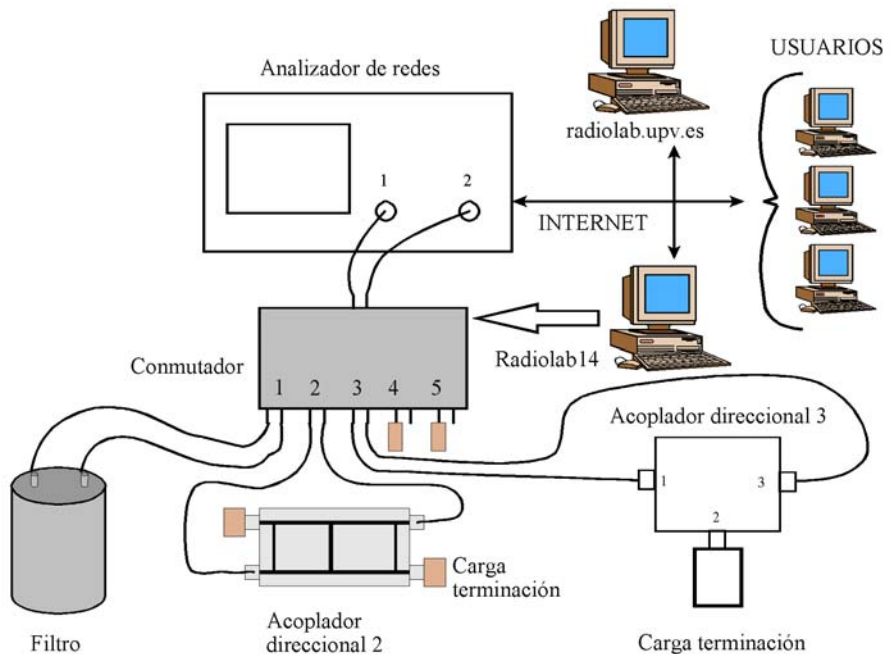 Analizador de redes
1
2
radiolab.upv.es
USUARIOS
INTERNET
Radiolab14
Conmutador
1
2
3
4
5
Acoplador direccional 3
1
3
2
Carga
terminación
Filtro
Acoplador
direccional 2
Carga terminación